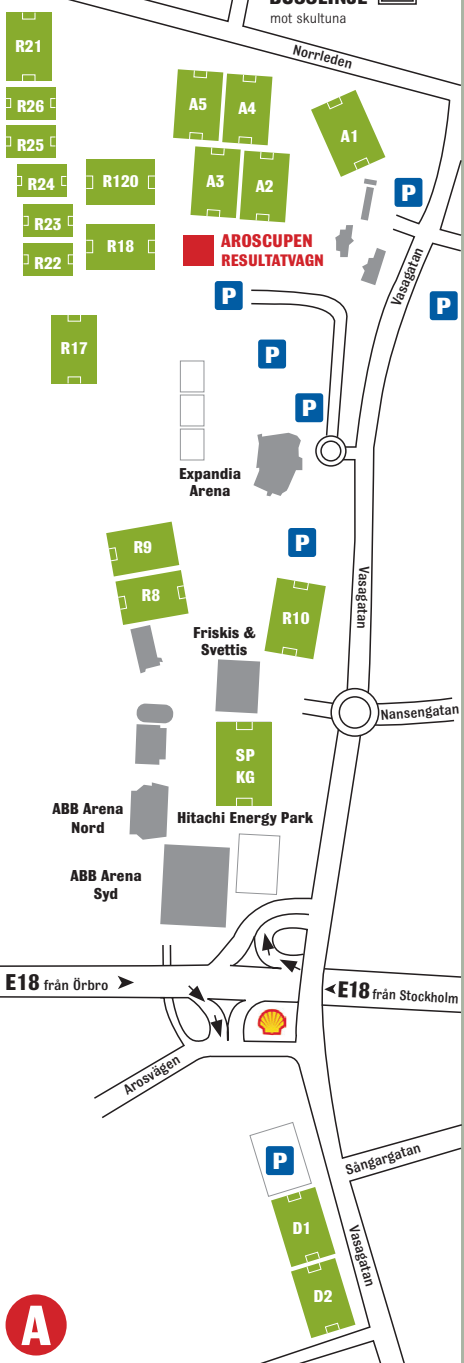 BUSSLINJE
mot skultuna
Norrleden
R21
R26
R25
R24
R23
R22
R120
R18
R17
A5
A4
A3
A2
A1
P
AROSCUPEN
RESULTATVAGN
P
P
P
P
Vasagatan
Expandia
Arena
P
R9
R8
R10
Vasagatan
Friskis &
Svettis
Nansengatan
SP
KG
ABB Arena
Nord
Hitachi Energy Park
ABB Arena
Syd
E18 från Örbro
E18 från Stockholm
Arosvägen
P
Sångargatan
D1
D2
Vasagatan
A